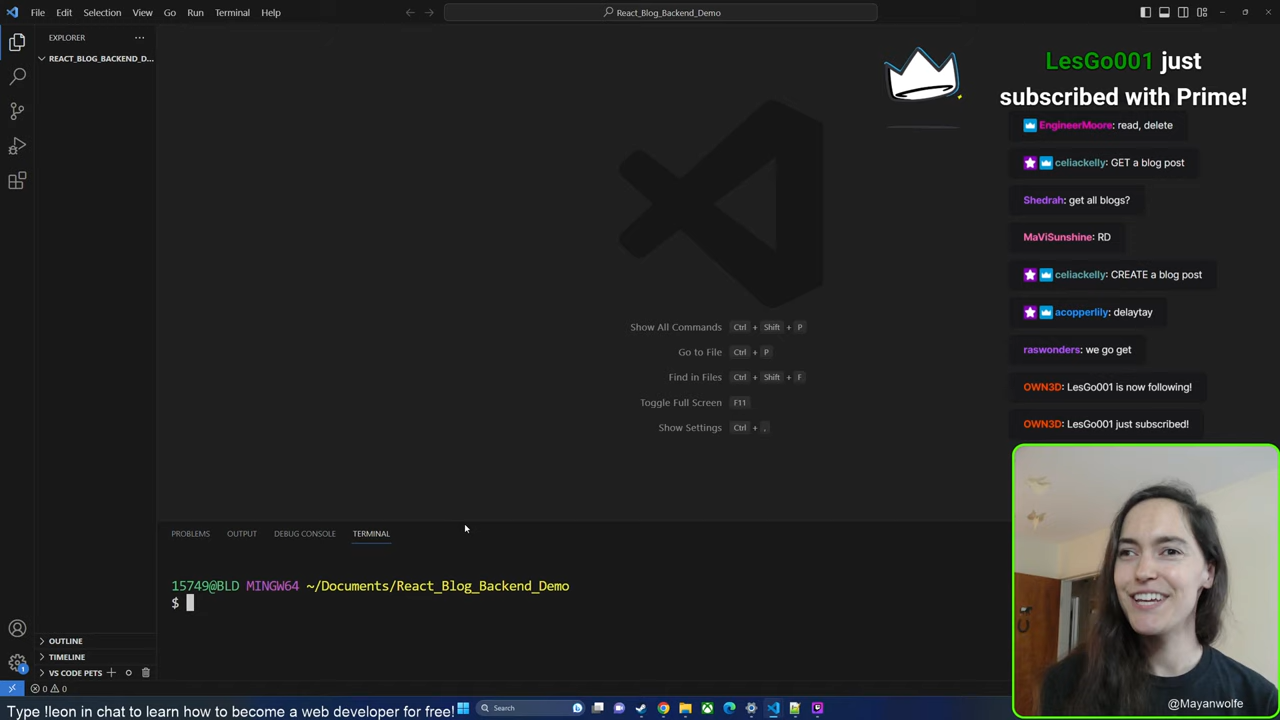 File Edit Selection View Go Run Terminal Help
React_Blog_Backend_Demo
EXPLORER
REACT_BLOG_BACKEND_D...
LesGo001 just
subscribed with Prime!
EngineerMoore: read, delete
celiackelly: GET a blog post
Shedrah: get all blogs?
MaViSunshine: RD
celiackelly: CREATE a blog post
acopperlily: delaytay
raswonders: we go get
OWN3D: LesGo001 is now following!
OWN3D: LesGo001 just subscribed!
Show All Commands Ctrl + Shift + P
Go to File Ctrl + P
Find in Files Ctrl + Shift + F
Toggle Full Screen F11
Show Settings Ctrl + ,
PROBLEMS OUTPUT DEBUG CONSOLE TERMINAL
15749@BLD MINGW64 ~/Documents/React_Blog_Backend_Demo
$
OUTLINE
TIMELINE
VS CODE PETS
1
0 0
@Mayanwolfe
Type !leon in chat to learn how to become a web developer for free!
Search